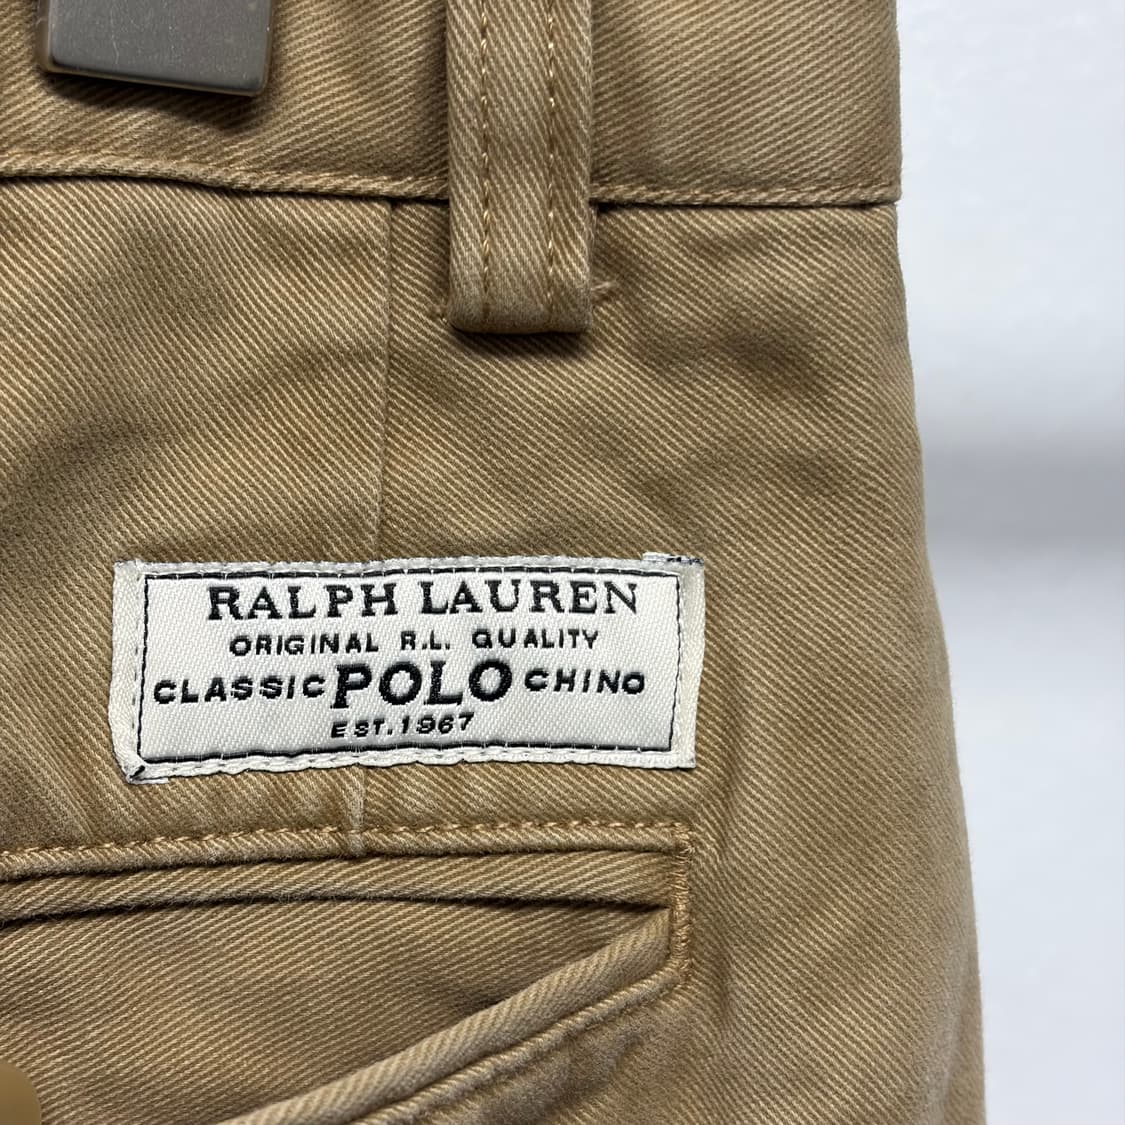 RALPH LAUREN
ORIGINAL R.L. QUALITY
CLASSIC POLO CHINO
EST.1967